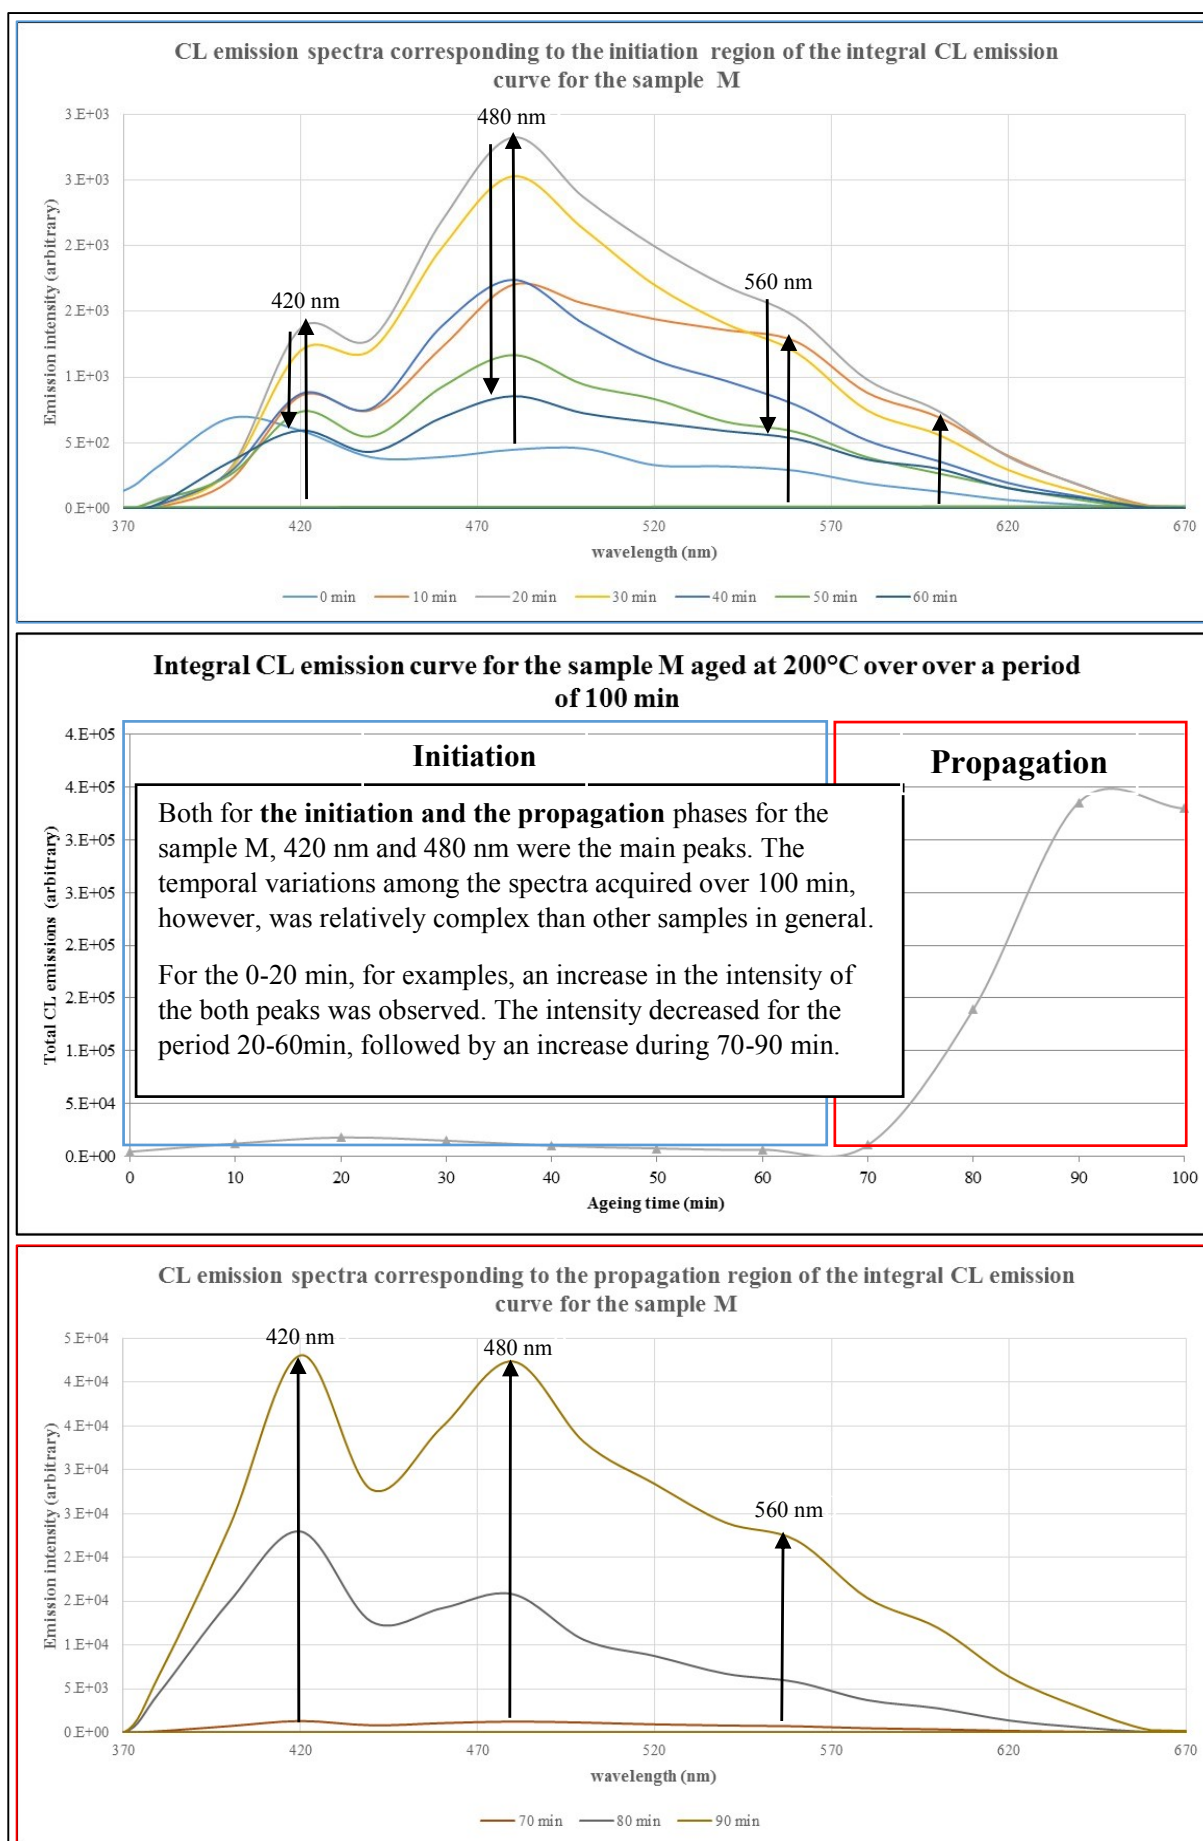 CL emission spectra corresponding to the initiation region of the integral CL emission
curve for the sample M
3 E+03
3 E+03
2 E+03
1 E+03
1 E+03
5 E+02
0 E+00
Emission intensity (arbitrary)
480 nm
420 nm
560 nm
370
420
470
520
570
620
670
wavelength (nm)
0 min
10 min
20 min
30 min
40 min
50 min
60 min
Integral CL emission curve for the sample M aged at 200°C over over a period
of 100 min
4.E+05
4.E+05
3.E+05
3.E+05
2.E+05
2.E+05
1.E+05
5.E+04
0.E+00
Total CL emissions (arbitrary)
Initiation
Propagation
Both for the initiation and the propagation phases for the
sample M, 420 nm and 480 nm were the main peaks. The
temporal variations among the spectra acquired over 100 min,
however, was relatively complex than other samples in general.
For the 0-20 min, for examples, an increase in the intensity of
the both peaks was observed. The intensity decreased for the
period 20-60min, followed by an increase during 70-90 min.
0
10
20
30
40
50
60
70
80
90
100
Ageing time (min)
CL emission spectra corresponding to the propagation region of the integral CL emission
curve for the sample M
5 E+04
4 E+04
4 E+04
3 E+04
3 E+04
2 E+04
2 E+04
1 E+04
5 E+03
0 E+00
Emission intensity (arbitrary)
420 nm
480 nm
560 nm
370
420
470
520
570
620
670
wavelength (nm)
70 min
80 min
90 min